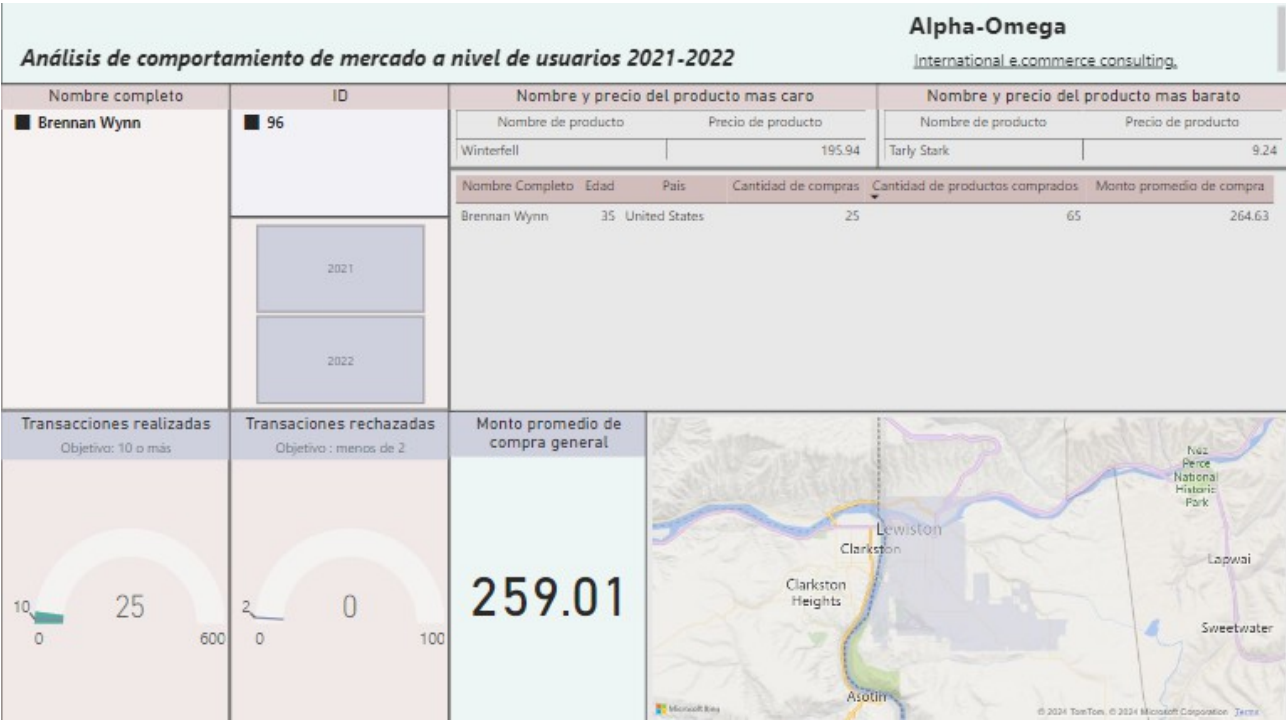 Alpha-Omega
Análisis de comportamiento de mercado a nivel de usuarios 2021-2022
International e.commerce consulting.
Nombre completo
ID
Nombre y precio del producto mas caro
Nombre y precio del producto mas barato
Brennan Wynn
96
Nombre de producto Precio de producto
Winterfell 195.94
Nombre de producto Precio de producto
Tarly Stark 9.24
Nombre Completo Edad Pais Cantidad de compras Cantidad de productos comprados Monto promedio de compra
Brennan Wynn 35 United States 25 65 264.63
2021
2022
Transacciones realizadas
Objetivo: 10 o más
10
25
0
600
Transaciones rechazadas
Objetivo : menos de 2
2
0
0
100
Monto promedio de
compra general
259.01
Nez
Perce
National
Historic
Park
Lewiston
Clarkston
Lapwai
Clarkston
Heights
Sweetwater
Asotin
Microsoft Bing
© 2024 TomTom, © 2024 Microsoft Corporation Terms